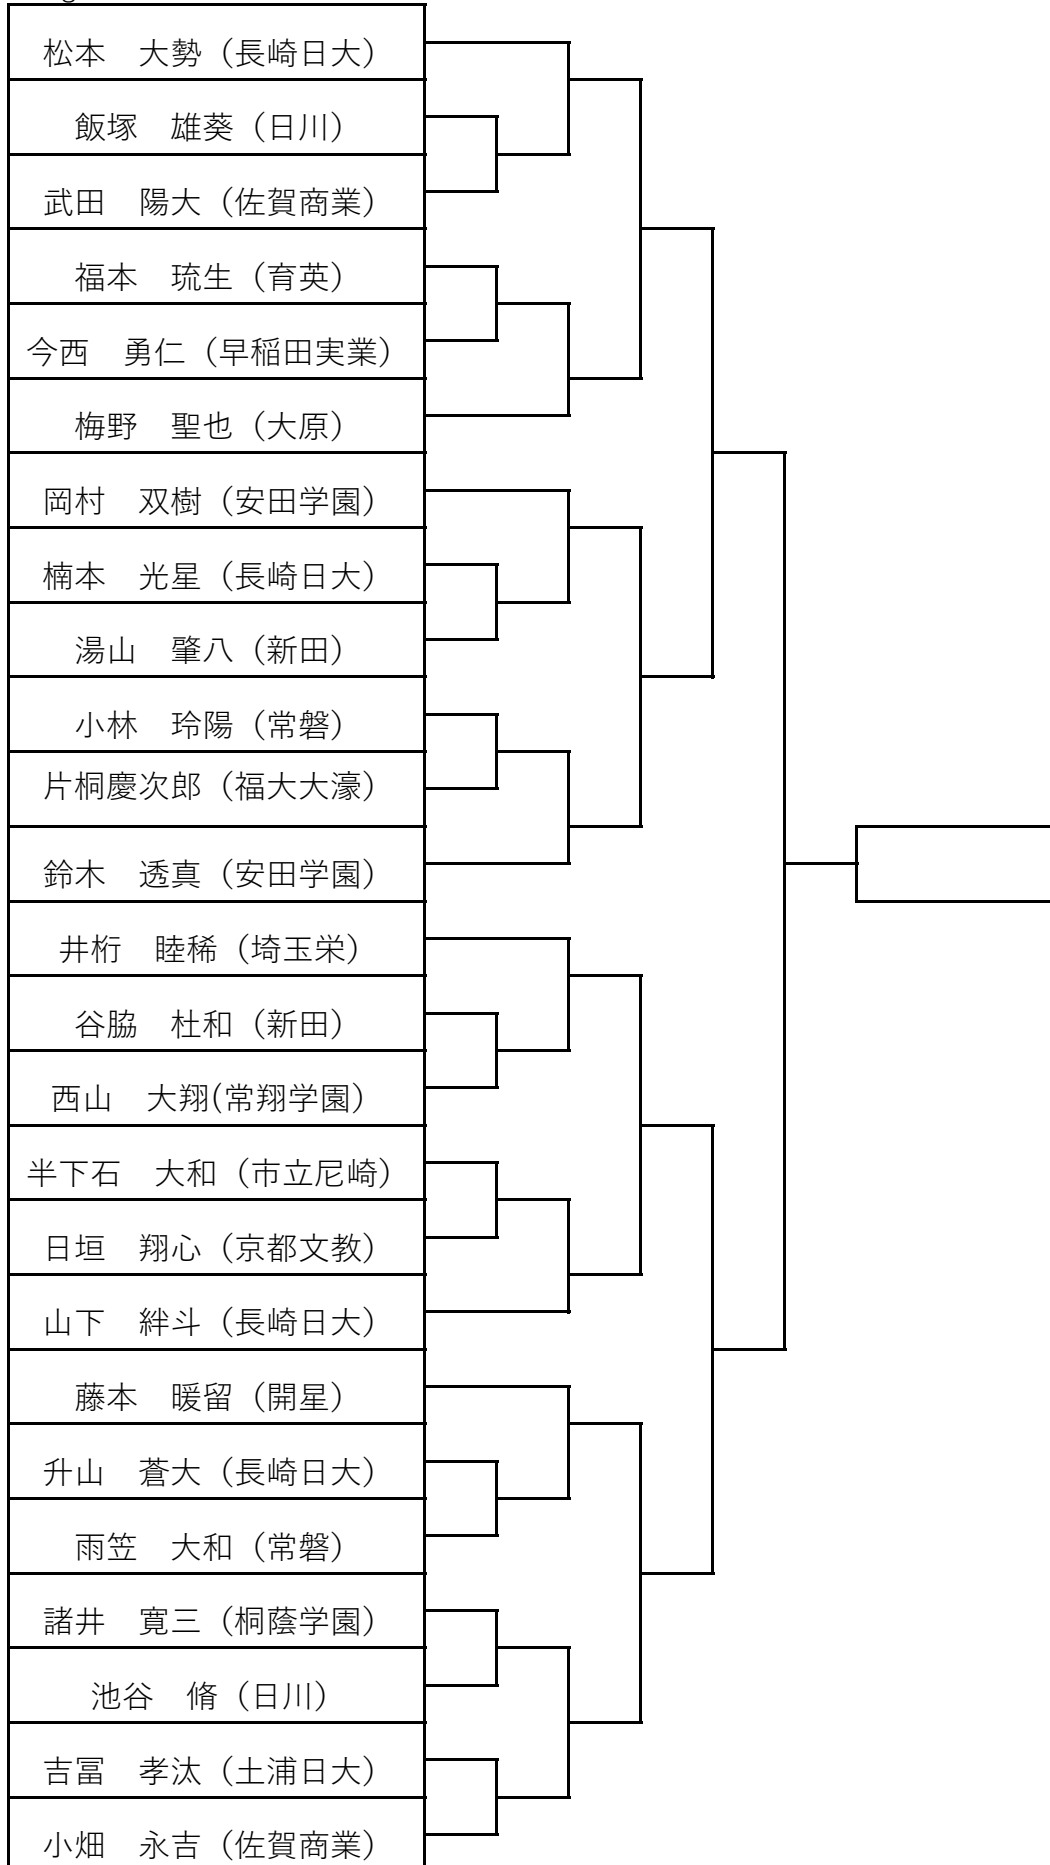 松本　大勢（長崎日大）
飯塚　雄葵（日川）
武田　陽大（佐賀商業）
福本　琉生（育英）
今西　勇仁（早稲田実業）
梅野　聖也（大原）
岡村　双樹（安田学園）
楠本　光星（長崎日大）
湯山　肇八（新田）
小林　玲陽（常磐）
片桐慶次郎（福大大濠）
鈴木　透真（安田学園）
井桁　睦稀（埼玉栄）
谷脇　杜和（新田）
西山　大翔(常翔学園）
半下石　大和（市立尼崎）
日垣　翔心（京都文教）
山下　絆斗（長崎日大）
藤本　暖留（開星）
升山　蒼大（長崎日大）
雨笠　大和（常磐）
諸井　寛三（桐蔭学園）
池谷　脩（日川）
吉冨　孝汰（土浦日大）
小畑　永吉（佐賀商業）